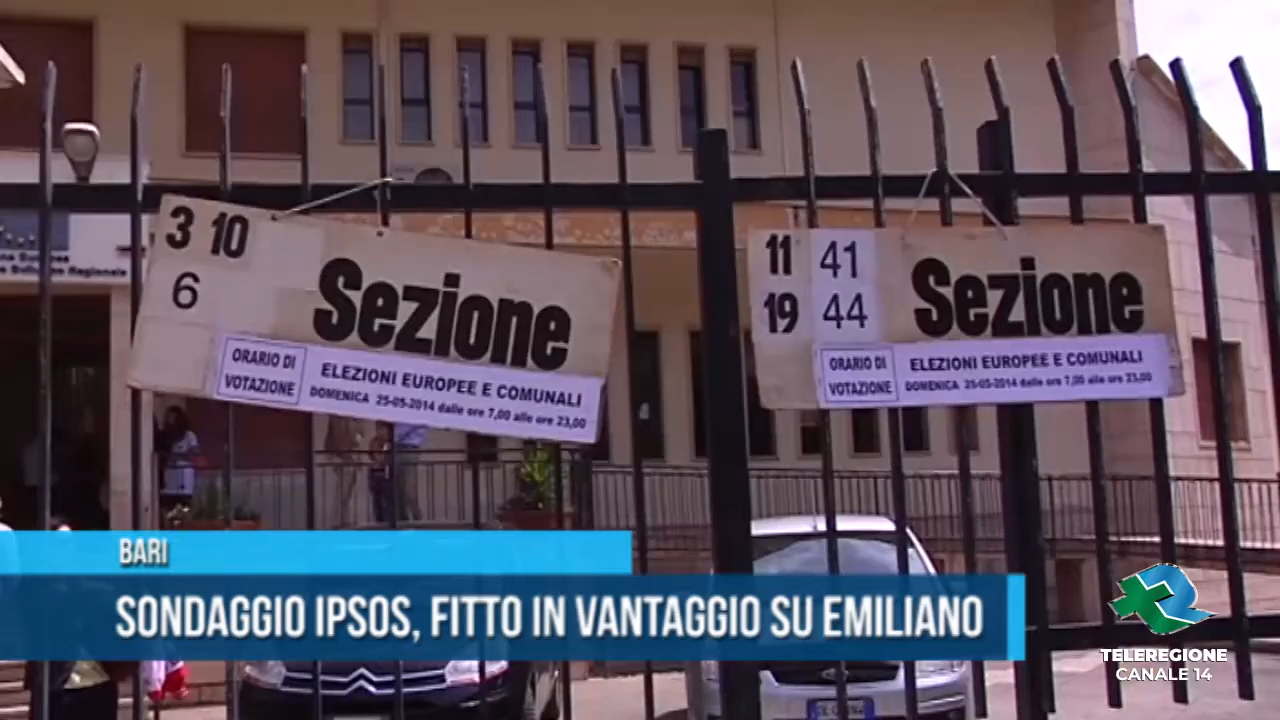 3 10
6
Sezione
ORARIO DI
VOTAZIONE
ELEZIONI EUROPEE E COMUNALI
DOMENICA 25-05-2014 dalle ore 7,00 alle ore 23,00
11 41
19 44
Sezione
ORARIO DI
VOTAZIONE
ELEZIONI EUROPEE E COMUNALI
DOMENICA 25-05-2014 dalle ore 7,00 alle ore 23,00
Sviluppo Regionale
BARI
SONDAGGIO IPSOS, FITTO IN VANTAGGIO SU EMILIANO
TELEREGIONE
CANALE 14